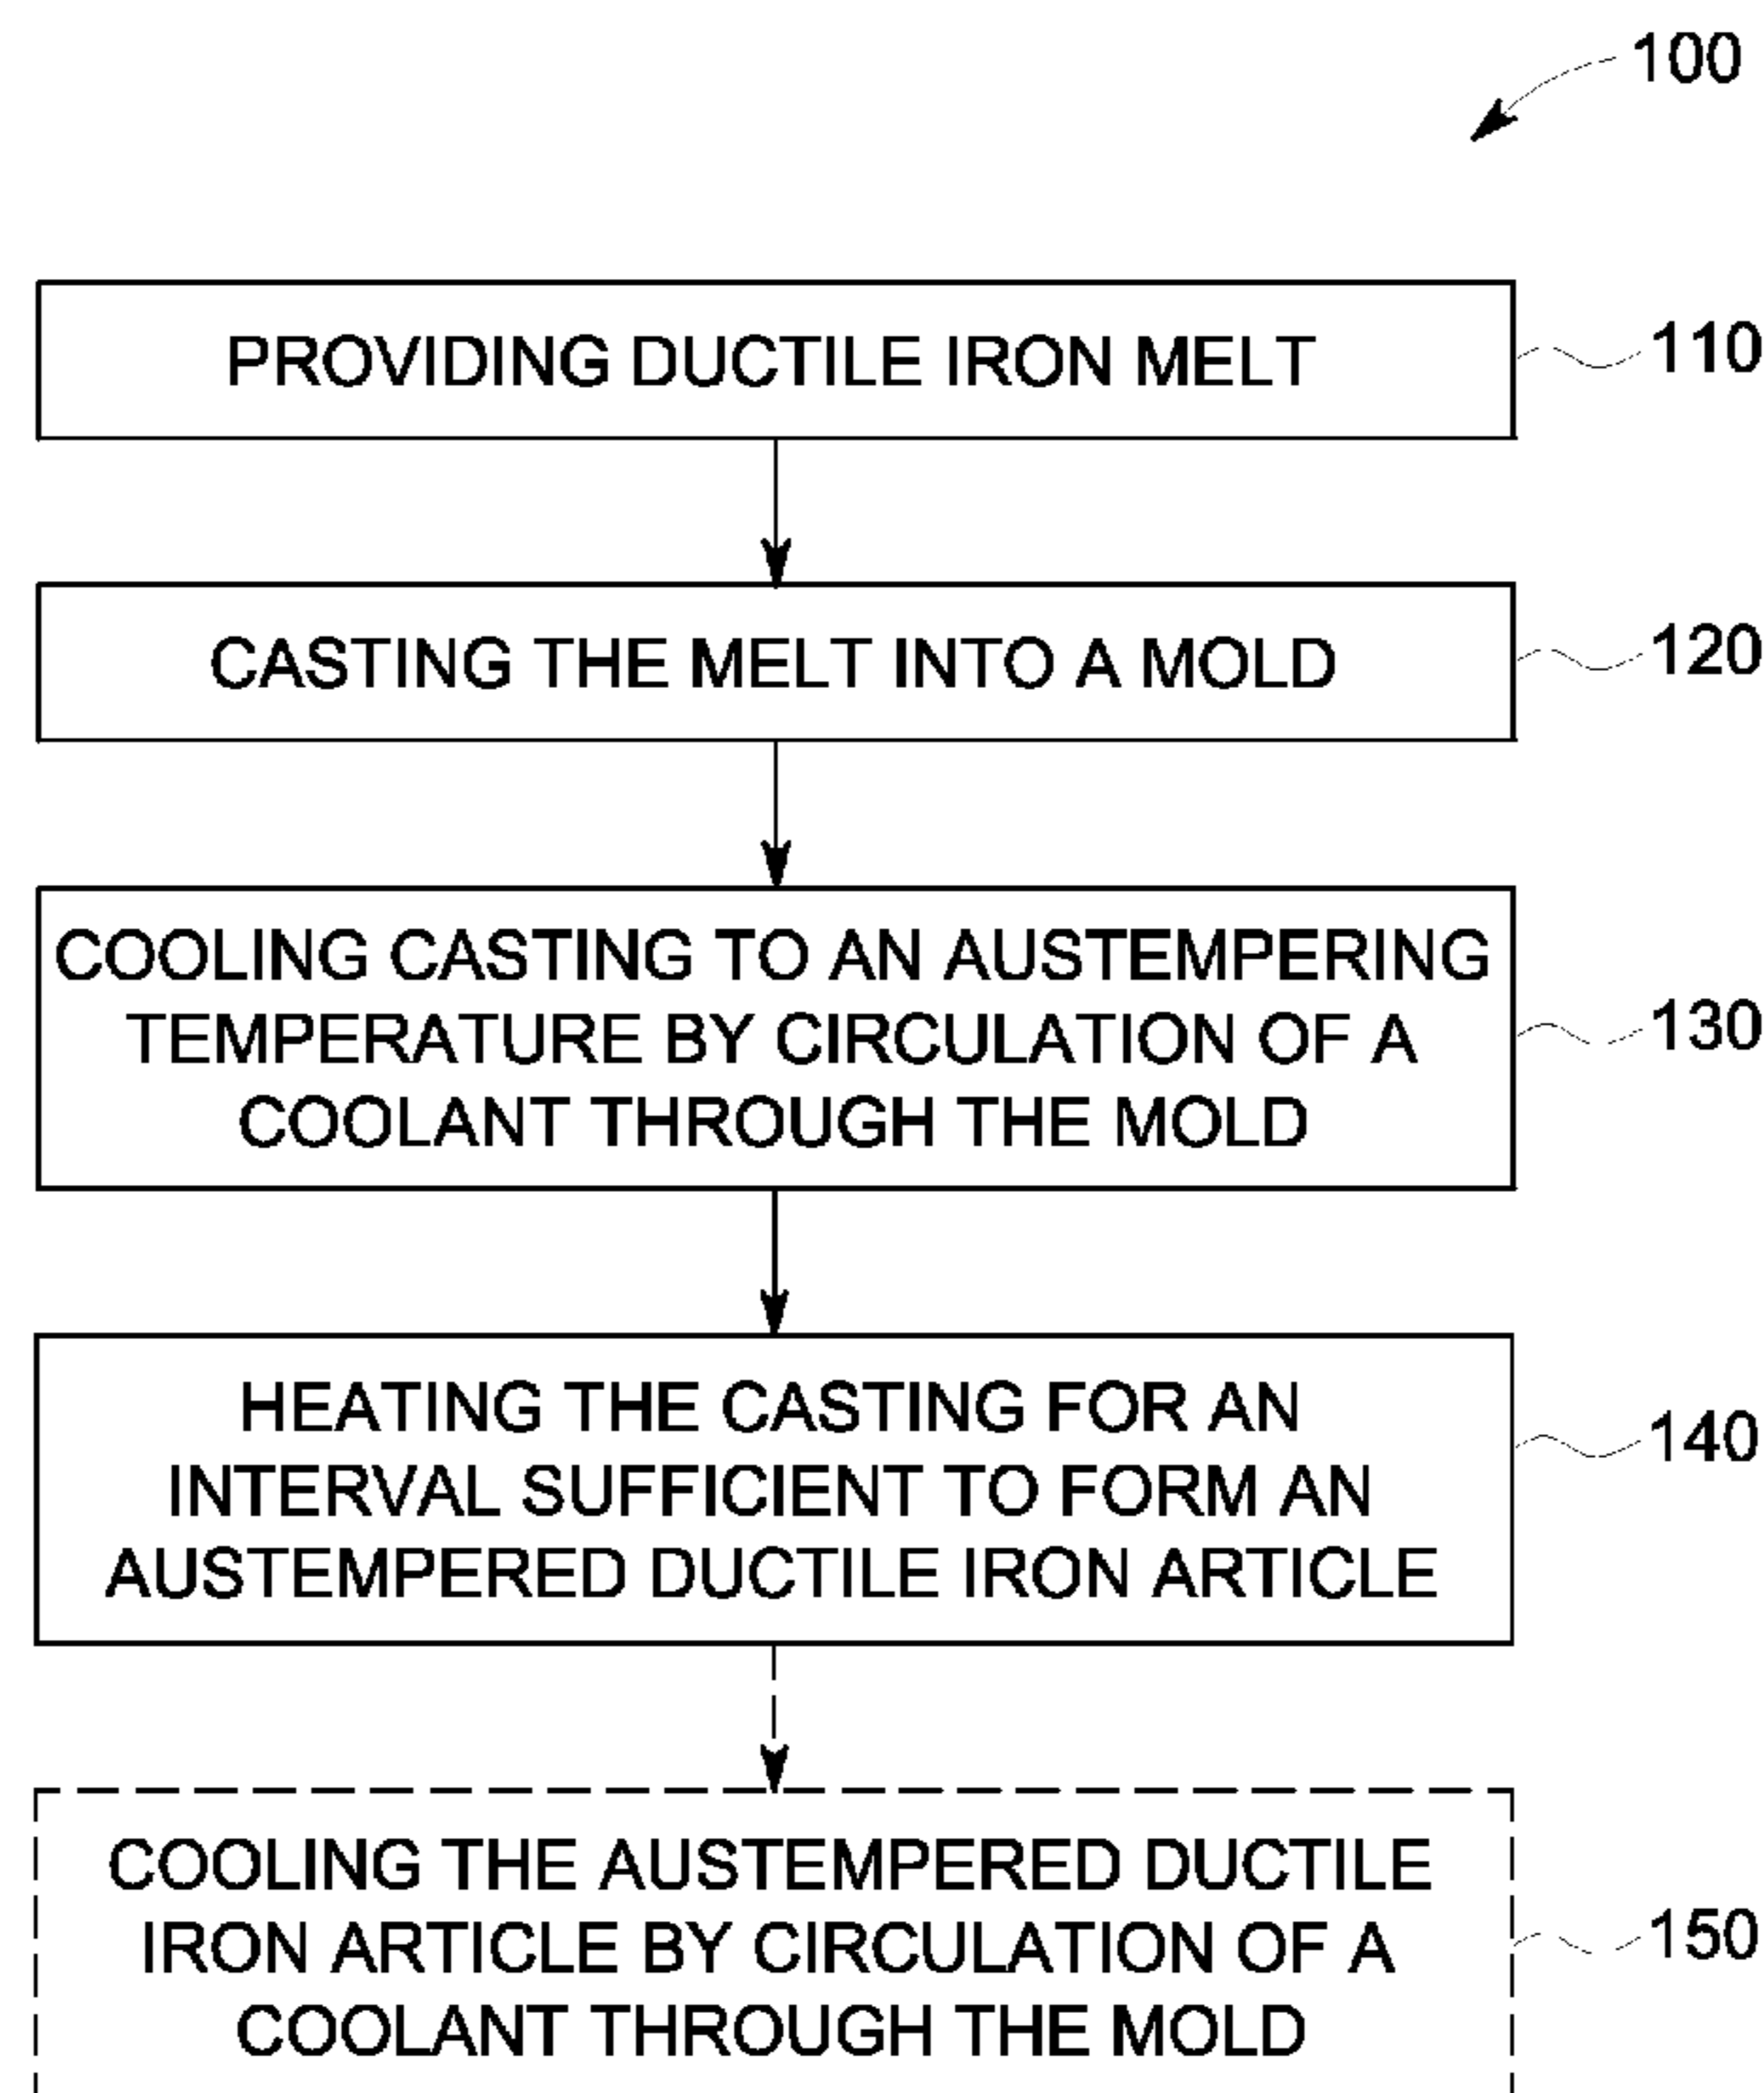 100
PROVIDING DUCTILE IRON MELT
110
CASTING THE MELT INTO A MOLD
120
COOLING CASTING TO AN AUSTEMPERING
TEMPERATURE BY CIRCULATION OF A
COOLANT THROUGH THE MOLD
130
HEATING THE CASTING FOR AN
INTERVAL SUFFICIENT TO FORM AN
AUSTEMPERED DUCTILE IRON ARTICLE
140
COOLING THE AUSTEMPERED DUCTILE
IRON ARTICLE BY CIRCULATION OF A
COOLANT THROUGH THE MOLD
150